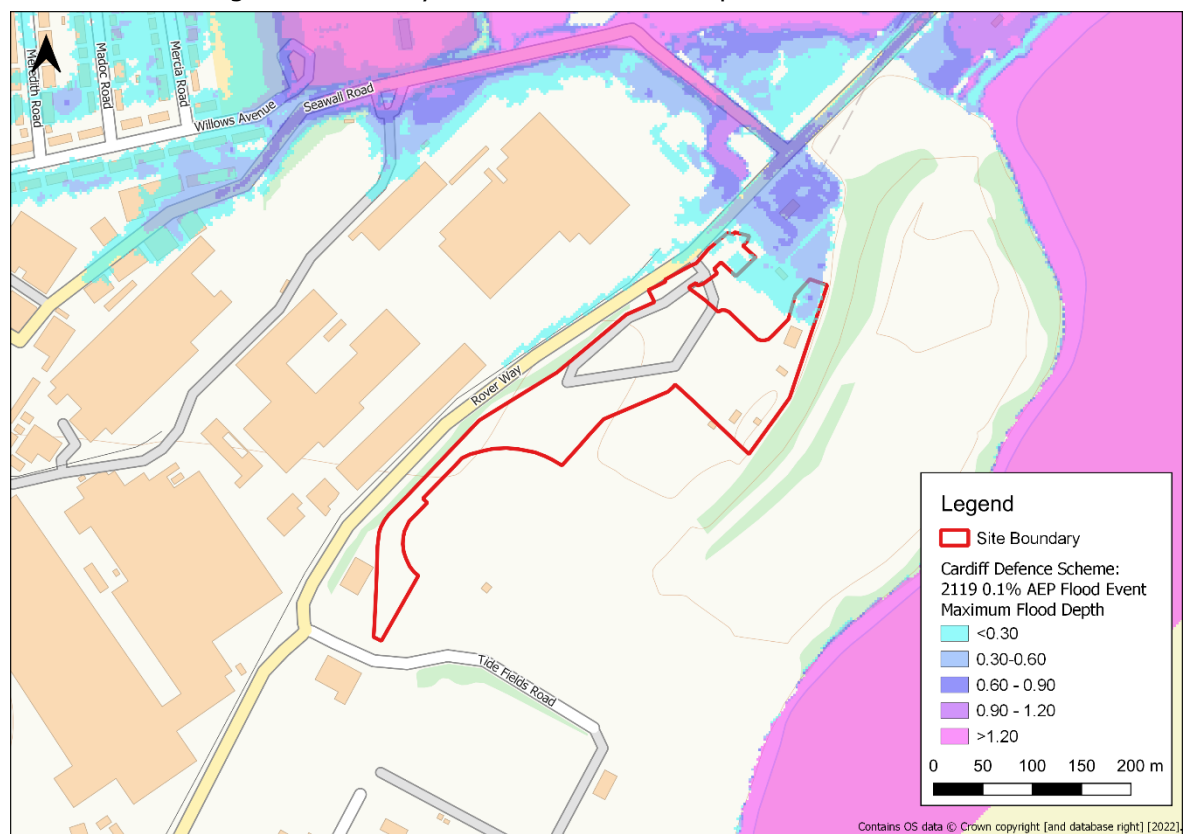 Meredith Road
Madoc Road
Mercia Road
Willows Avenue
Seawall Road
Rover Way
Tide Fields Road
Legend
Site Boundary
Cardiff Defence Scheme:
2119 0.1% AEP Flood Event
Maximum Flood Depth
<0.30
0.30-0.60
0.60 - 0.90
0.90 - 1.20
>1.20
0 50 100 150 200 m
Contains OS data © Crown copyright [and database right] [2022]